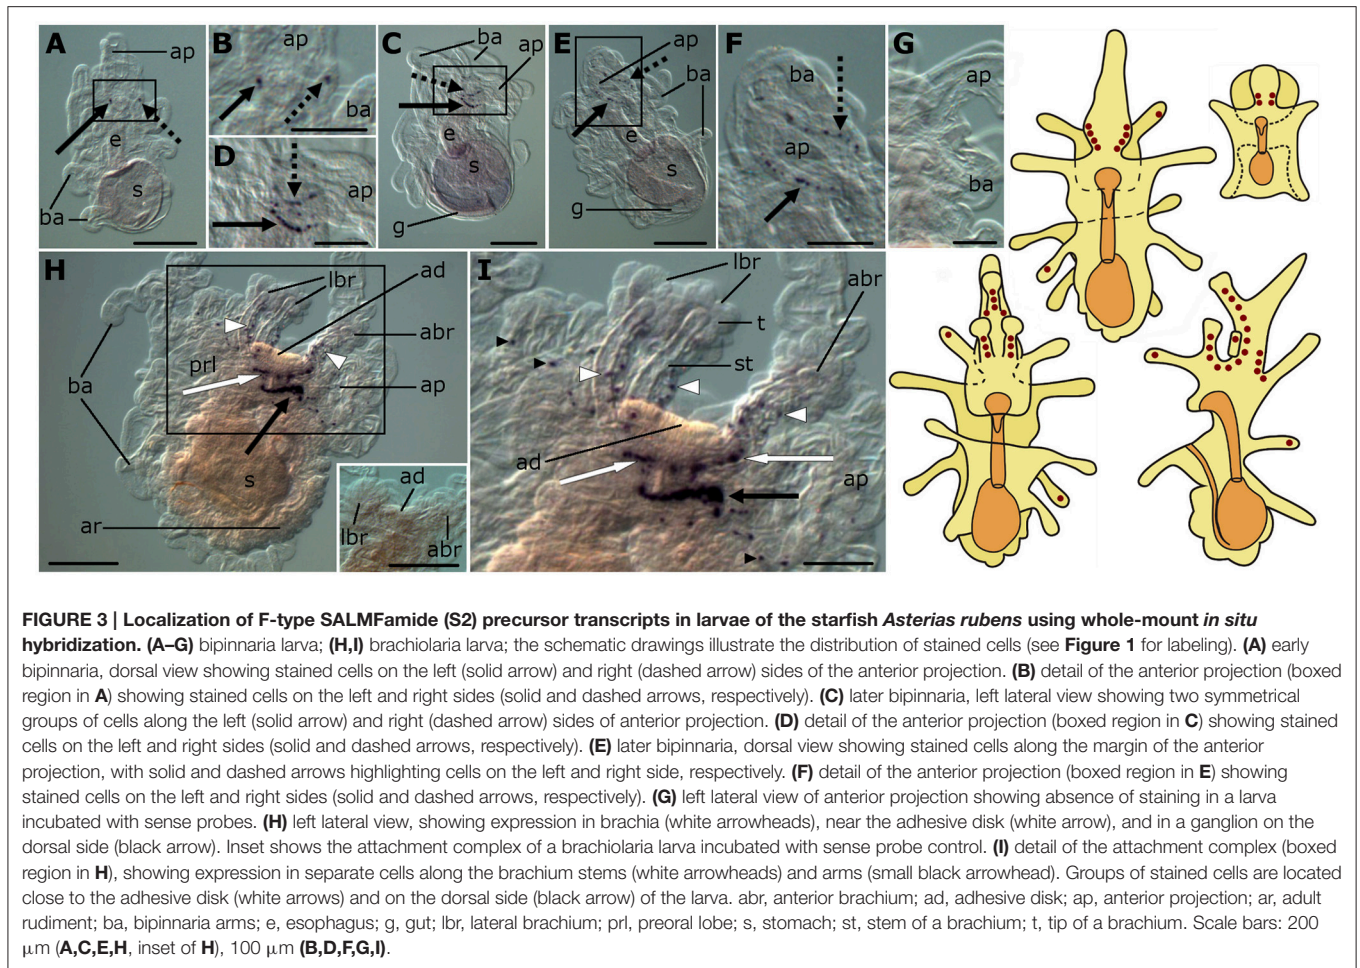 A
ap
e
s
ba
B
ap
ba
D
ap
C
ba
ap
e
s
g
E
ap
ba
e
s
g
F
ba
ap
G
ap
ba
H
lbr
ad
abr
prl
ap
ba
s
ar
ad
lbr
abr
I
lbr
t
abr
st
ad
ap
FIGURE 3 | Localization of F-type SALMFamide (S2) precursor transcripts in larvae of the starfish Asterias rubens using whole-mount in situ
hybridization. (A–G) bipinnaria larva; (H,I) brachiolaria larva; the schematic drawings illustrate the distribution of stained cells (see Figure 1 for labeling). (A) early
bipinnaria, dorsal view showing stained cells on the left (solid arrow) and right (dashed arrow) sides of the anterior projection. (B) detail of the anterior projection (boxed
region in A) showing stained cells on the left and right sides (solid and dashed arrows, respectively). (C) later bipinnaria, left lateral view showing two symmetrical
groups of cells along the left (solid arrow) and right (dashed arrow) sides of anterior projection. (D) detail of the anterior projection (boxed region in C) showing stained
cells on the left and right sides (solid and dashed arrows, respectively). (E) later bipinnaria, dorsal view showing stained cells along the margin of the anterior
projection, with solid and dashed arrows highlighting cells on the left and right side, respectively. (F) detail of the anterior projection (boxed region in E) showing
stained cells on the left and right sides (solid and dashed arrows, respectively). (G) left lateral view of anterior projection showing absence of staining in a larva
incubated with sense probes. (H) left lateral view, showing expression in brachia (white arrowheads), near the adhesive disk (white arrow), and in a ganglion on the
dorsal side (black arrow). Inset shows the attachment complex of a brachiolaria larva incubated with sense probe control. (I) detail of the attachment complex (boxed
region in H), showing expression in separate cells along the brachium stems (white arrowheads) and arms (small black arrowhead). Groups of stained cells are located
close to the adhesive disk (white arrows) and on the dorsal side (black arrow) of the larva. abr, anterior brachium; ad, adhesive disk; ap, anterior projection; ar, adult
rudiment; ba, bipinnaria arms; e, esophagus; g, gut; lbr, lateral brachium; prl, preoral lobe; s, stomach; st, stem of a brachium; t, tip of a brachium. Scale bars: 200
μm (A,C,E,H, inset of H), 100 μm (B,D,F,G,I).